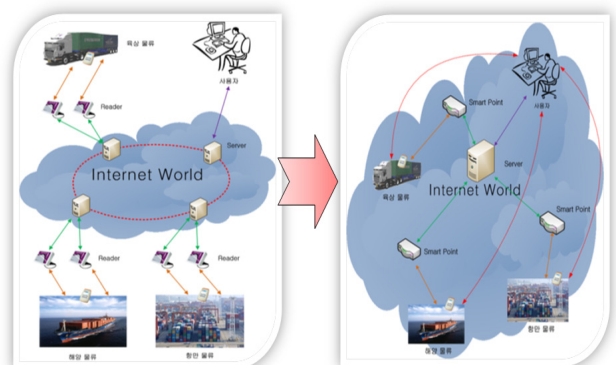 육상 물류
사용자
Reader
Server
Internet World
Reader
Reader
해양 물류
항만 물류
사용자
Smart Point
Server
육상 물류
Internet World
Smart Point
Smart Point
해양 물류
항만 물류